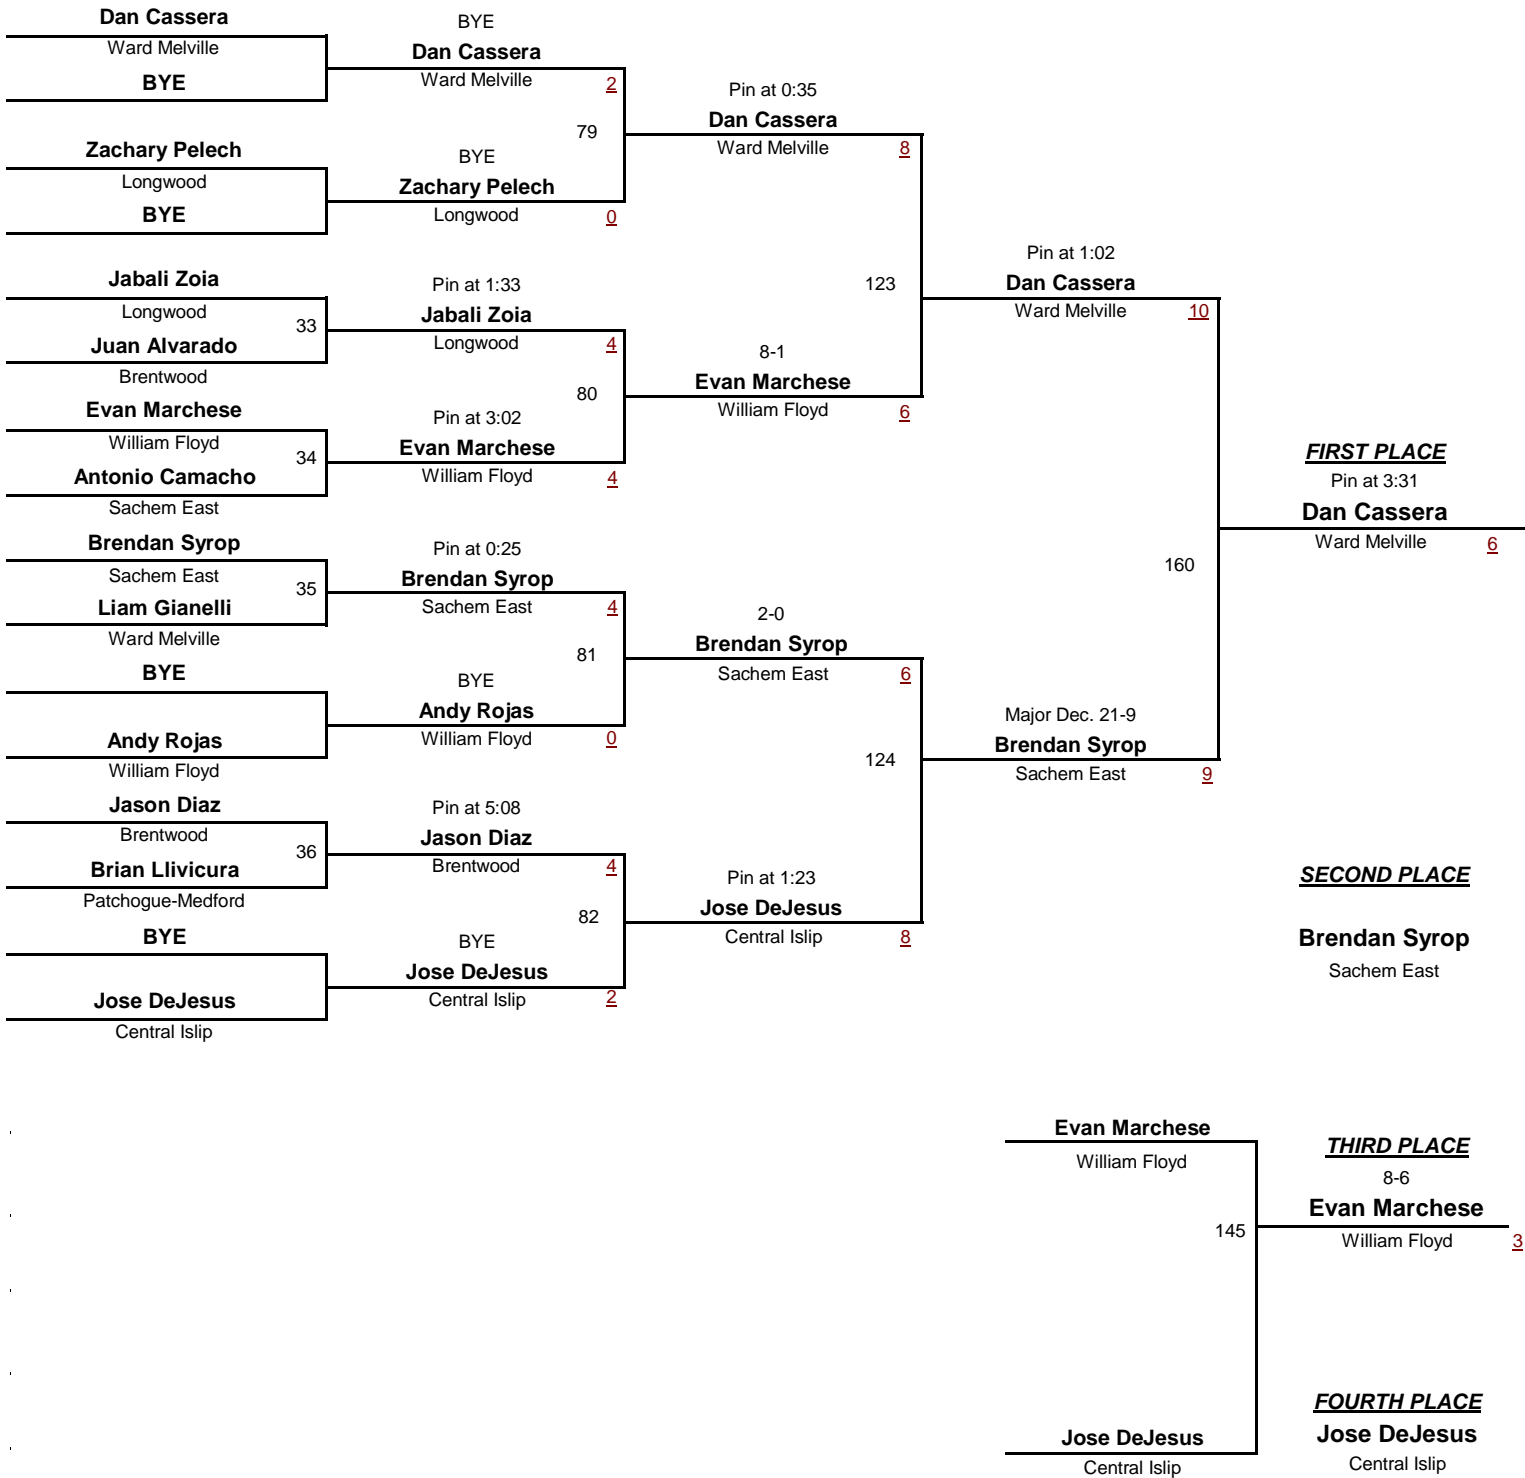 Dan Cassera
Ward Melville
BYE
Zachary Pelech
Longwood
BYE
Jabali Zoia
Longwood
33
Juan Alvarado
Brentwood
Evan Marchese
William Floyd
34
Antonio Camacho
Sachem East
Brendan Syrop
Sachem East
35
Liam Gianelli
Ward Melville
BYE
Andy Rojas
William Floyd
Jason Diaz
Brentwood
36
Brian Llivicura
Patchogue-Medford
BYE
Jose DeJesus
Central Islip
BYE
Dan Cassera
Ward Melville 2
79
BYE
Zachary Pelech
Longwood 0
Pin at 1:33
Jabali Zoia
Longwood 4
80
Pin at 3:02
Evan Marchese
William Floyd 4
Pin at 0:25
Brendan Syrop
Sachem East 4
81
BYE
Andy Rojas
William Floyd 0
Pin at 5:08
Jason Diaz
Brentwood 4
82
BYE
Jose DeJesus
Central Islip 2
Pin at 0:35
Dan Cassera
Ward Melville 8
123
8-1
Evan Marchese
William Floyd 6
2-0
Brendan Syrop
Sachem East 6
124
Pin at 1:23
Jose DeJesus
Central Islip 8
Pin at 1:02
Dan Cassera
Ward Melville 10
160
Major Dec. 21-9
Brendan Syrop
Sachem East 9
FIRST PLACE
Pin at 3:31
Dan Cassera
Ward Melville 6
SECOND PLACE
Brendan Syrop
Sachem East
Evan Marchese
William Floyd
145
Jose DeJesus
Central Islip
THIRD PLACE
8-6
Evan Marchese
William Floyd 3
FOURTH PLACE
Jose DeJesus
Central Islip